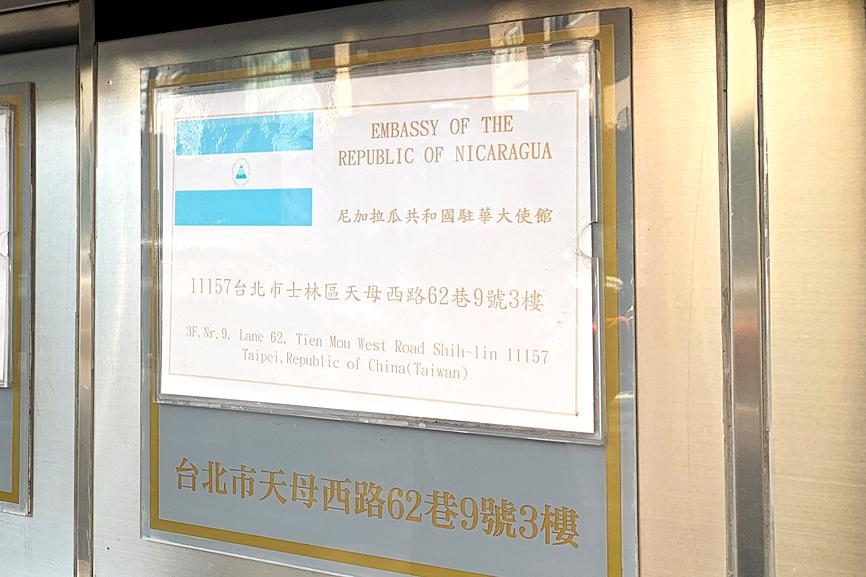 EMBASSY OF THE
REPUBLIC OF NICARAGUA
尼加拉瓜共和國駐華大使館
11157台北市士林區天母西路62巷9號3樓
3F,Nr.9, Lane 62, Tien Mou West Road Shih-lin 11157
Taipei,Republic of China(Taiwan)
台北市天母西路62巷9號3樓